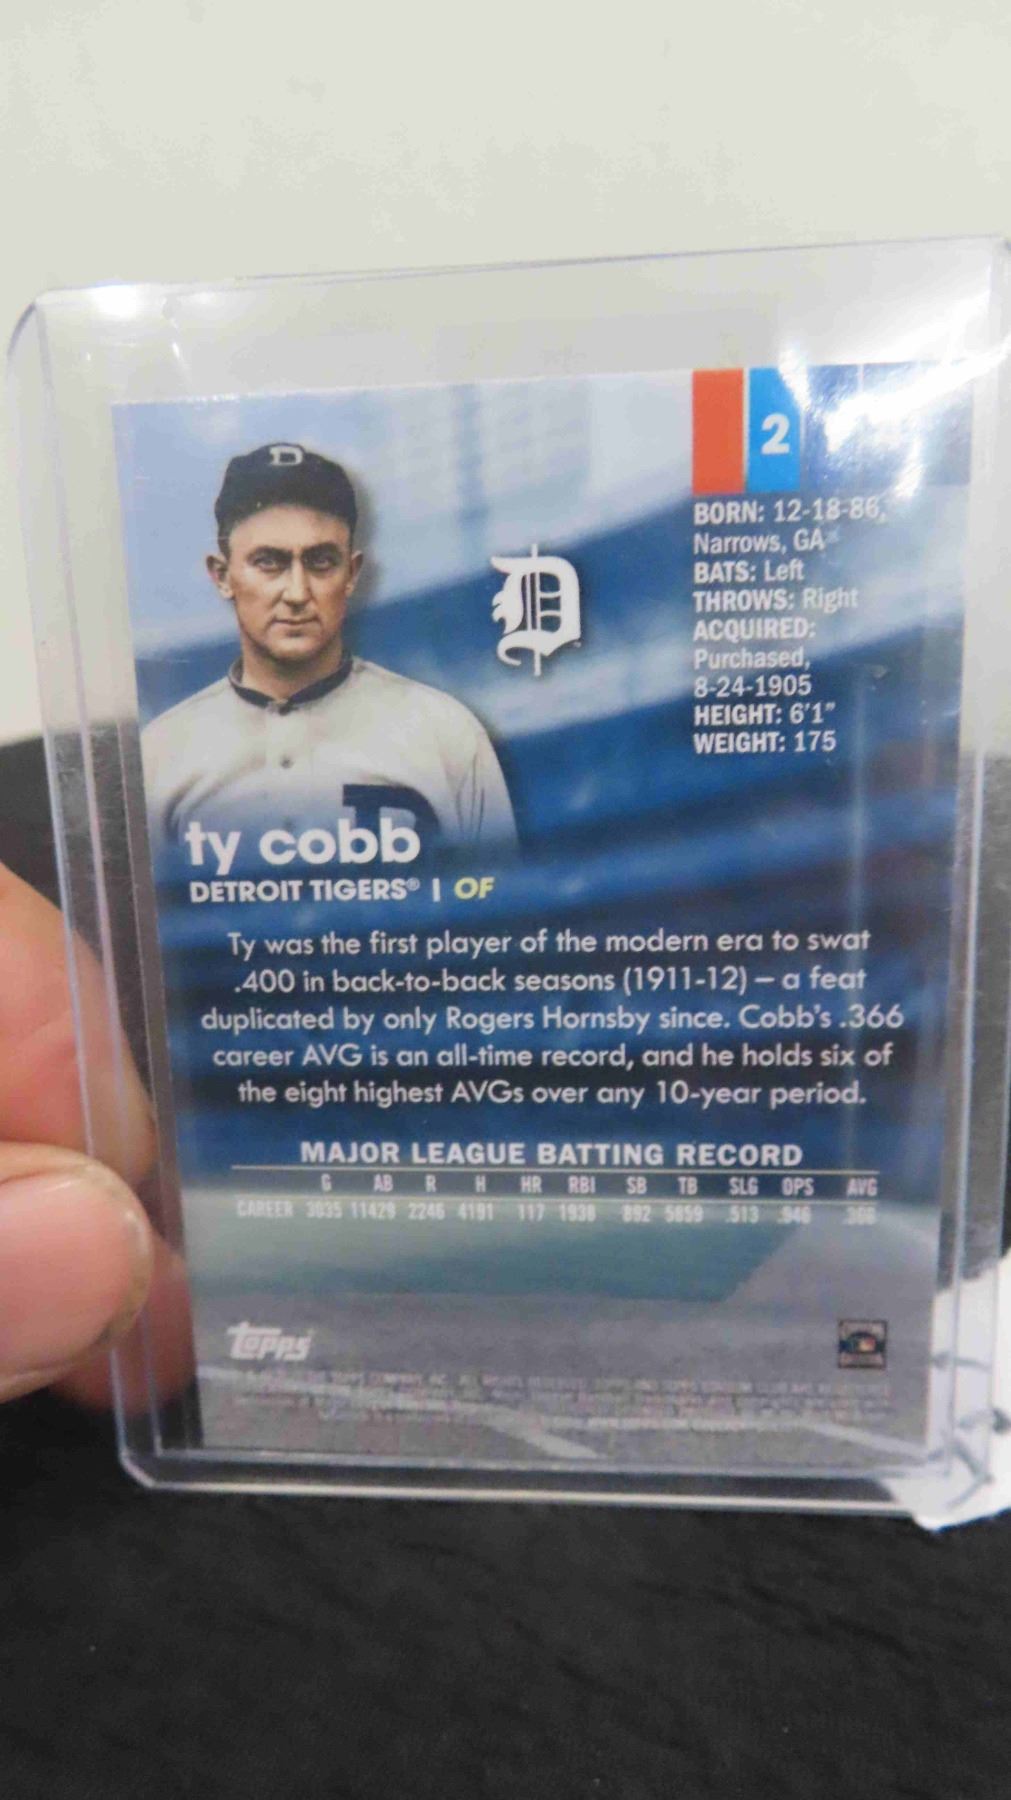 2
BORN: 12-18-86,
Narrows, GA
BATS: Left
THROWS: Right
ACQUIRED:
Purchased,
8-24-1905
HEIGHT: 6'1"
WEIGHT: 175
D
D
ty cobb
DETROIT TIGERS® | OF
Ty was the first player of the modern era to swat
.400 in back-to-back seasons (1911-12) – a feat
duplicated by only Rogers Hornsby since. Cobb's .366
career AVG is an all-time record, and he holds six of
the eight highest AVGs over any 10-year period.
MAJOR LEAGUE BATTING RECORD
G AB R H HR RBI SB TB SLG OPS AVG
CAREER 3035 11429 2246 4191 117 1938 892 5859 .513 .946 .366
topps